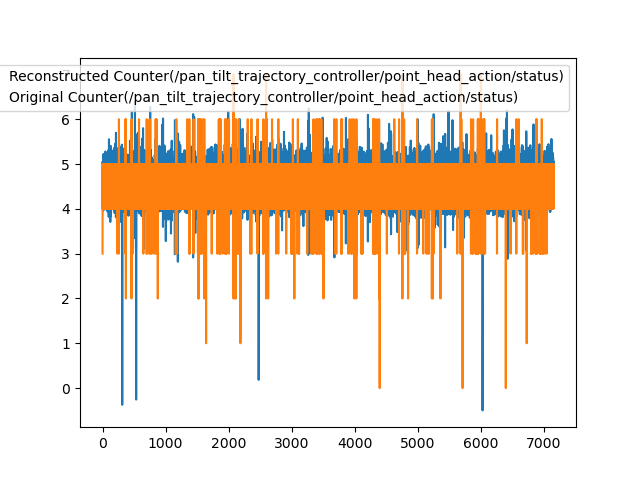 Reconstructed Counter(/pan_tilt_trajectory_controller/point_head_action/status)
Original Counter(/pan_tilt_trajectory_controller/point_head_action/status)
7
6
5
4
3
2
1
0
0 1000 2000 3000 4000 5000 6000 7000